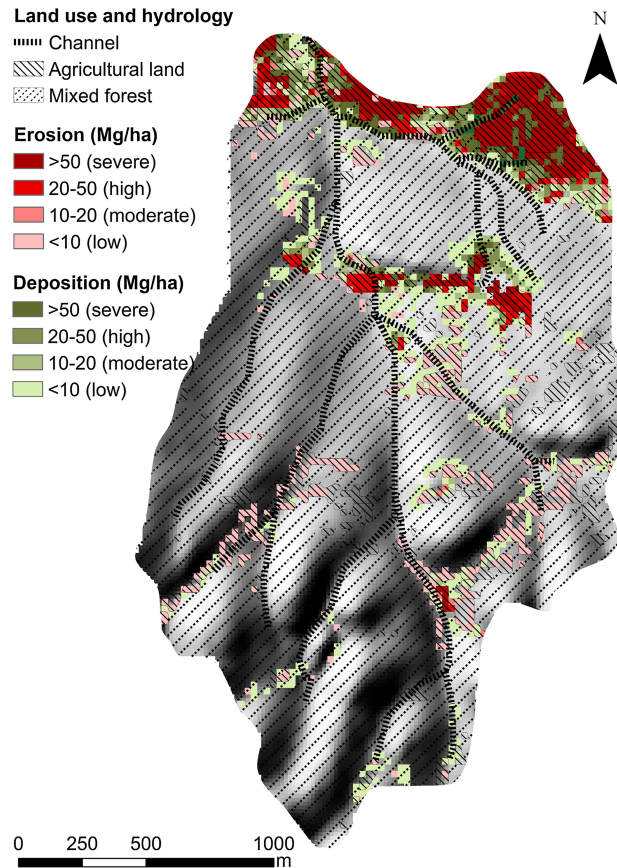 Land use and hydrology
Channel
Agricultural land
Mixed forest
Erosion (Mg/ha)
>50 (severe)
20-50 (high)
10-20 (moderate)
<10 (low)
Deposition (Mg/ha)
>50 (severe)
20-50 (high)
10-20 (moderate)
<10 (low)
N
0 250 500 1000
m